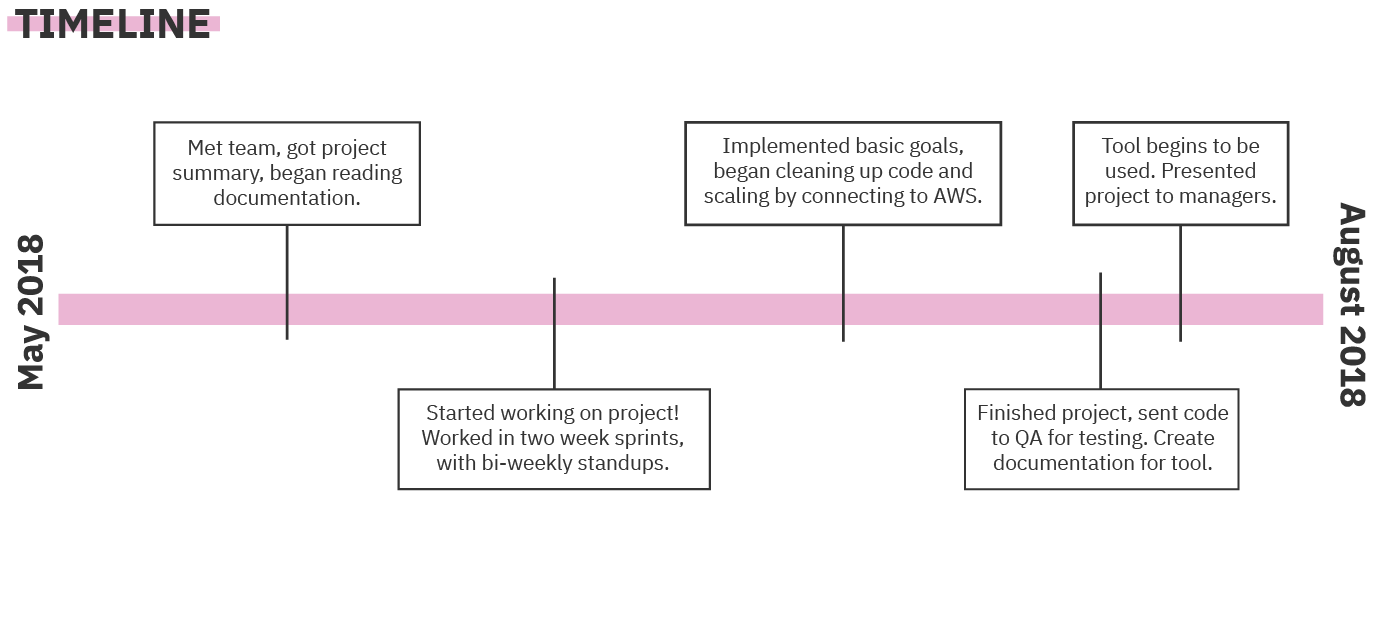 TIMELINE
Met team, got project
summary, began reading
documentation.
Implemented basic goals,
began cleaning up code and
scaling by connecting to AWS.
Tool begins to be
used. Presented
project to managers.
May 2018
August 2018
Started working on project!
Worked in two week sprints,
with bi-weekly standups.
Finished project, sent code
to QA for testing. Create
documentation for tool.